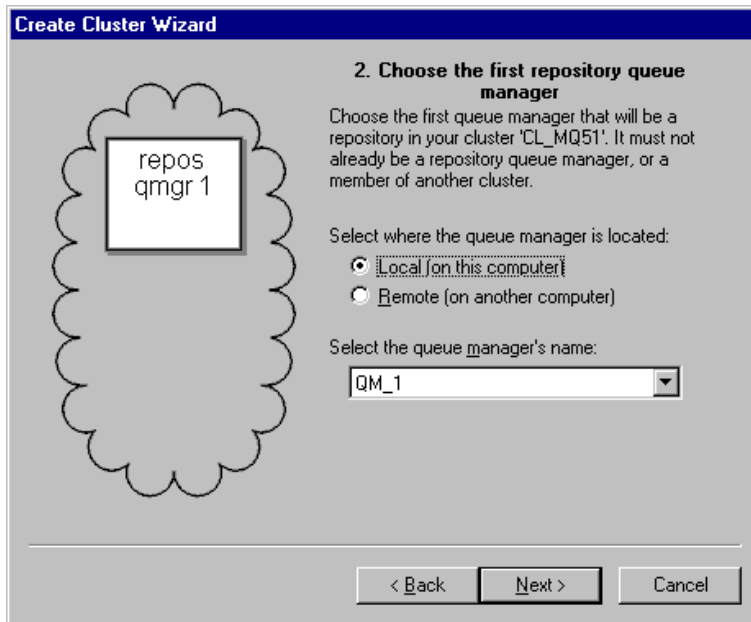 Create Cluster Wizard
repos
qmgr 1
2. Choose the first repository queue
manager
Choose the first queue manager that will be a
repository in your cluster 'CL_MQ51'. It must not
already be a repository queue manager, or a
member of another cluster.
Select where the queue manager is located:
Local (on this computer)
Remote (on another computer)
Select the queue manager's name:
QM_1
< Back
Next >
Cancel